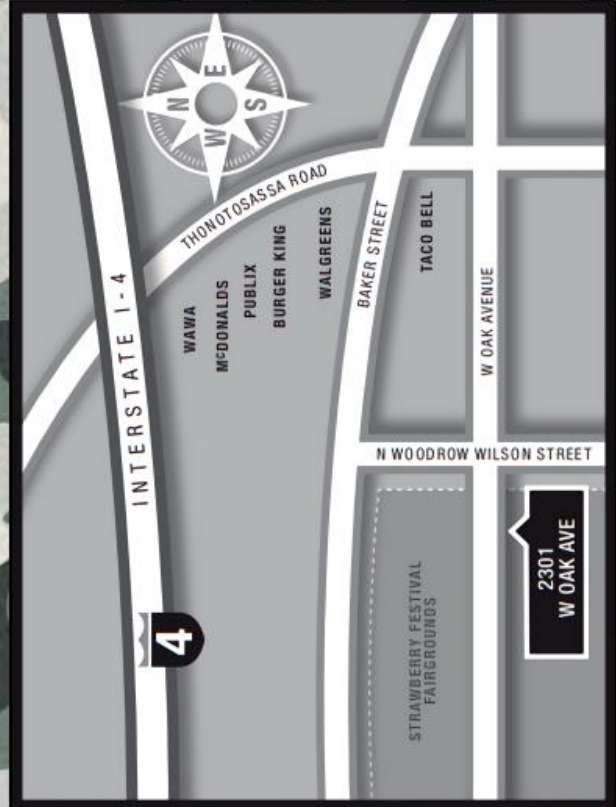 N
E
S
W
INTERSTATE I-4
4
THONOTOSASSA ROAD
WAWA
MCDONALDS
PUBLIX
BURGER KING
WALGREENS
BAKER STREET
TACO BELL
W OAK AVENUE
N WOODROW WILSON STREET
STRAWBERRY FESTIVAL
FAIRGROUNDS
2301
W OAK AVE